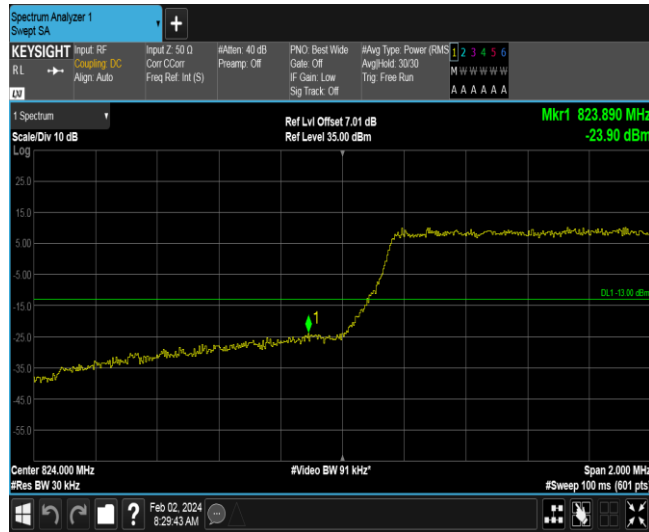 Spectrum Analyzer 1
Swept SA
+
KEYSIGHT
RL
LXI
Input: RF
Coupling: DC
Align: Auto
Input Z: 50 Ω
Corr CCorr
Freq Ref: Int (S)
#Atten: 40 dB
Preamp: Off
PNO: Best Wide
Gate: Off
IF Gain: Low
Sig Track: Off
#Avg Type: Power (RMS
Avg|Hold: 30/30
Trig: Free Run
1 2 3 4 5 6
M W W W W W
A A A A A A
1 Spectrum
Scale/Div 10 dB
Log
Ref Lvl Offset 7.01 dB
Ref Level 35.00 dBm
Mkr1 823.890 MHz
-23.90 dBm
25.0
15.0
5.00
-5.00
-15.0
-25.0
-35.0
-45.0
-55.0
1
DL1 -13.00 dBm
Center 824.000 MHz
#Res BW 30 kHz
#Video BW 91 kHz*
Span 2.000 MHz
#Sweep 100 ms (601 pts)
?
Feb 02, 2024
8:29:43 AM